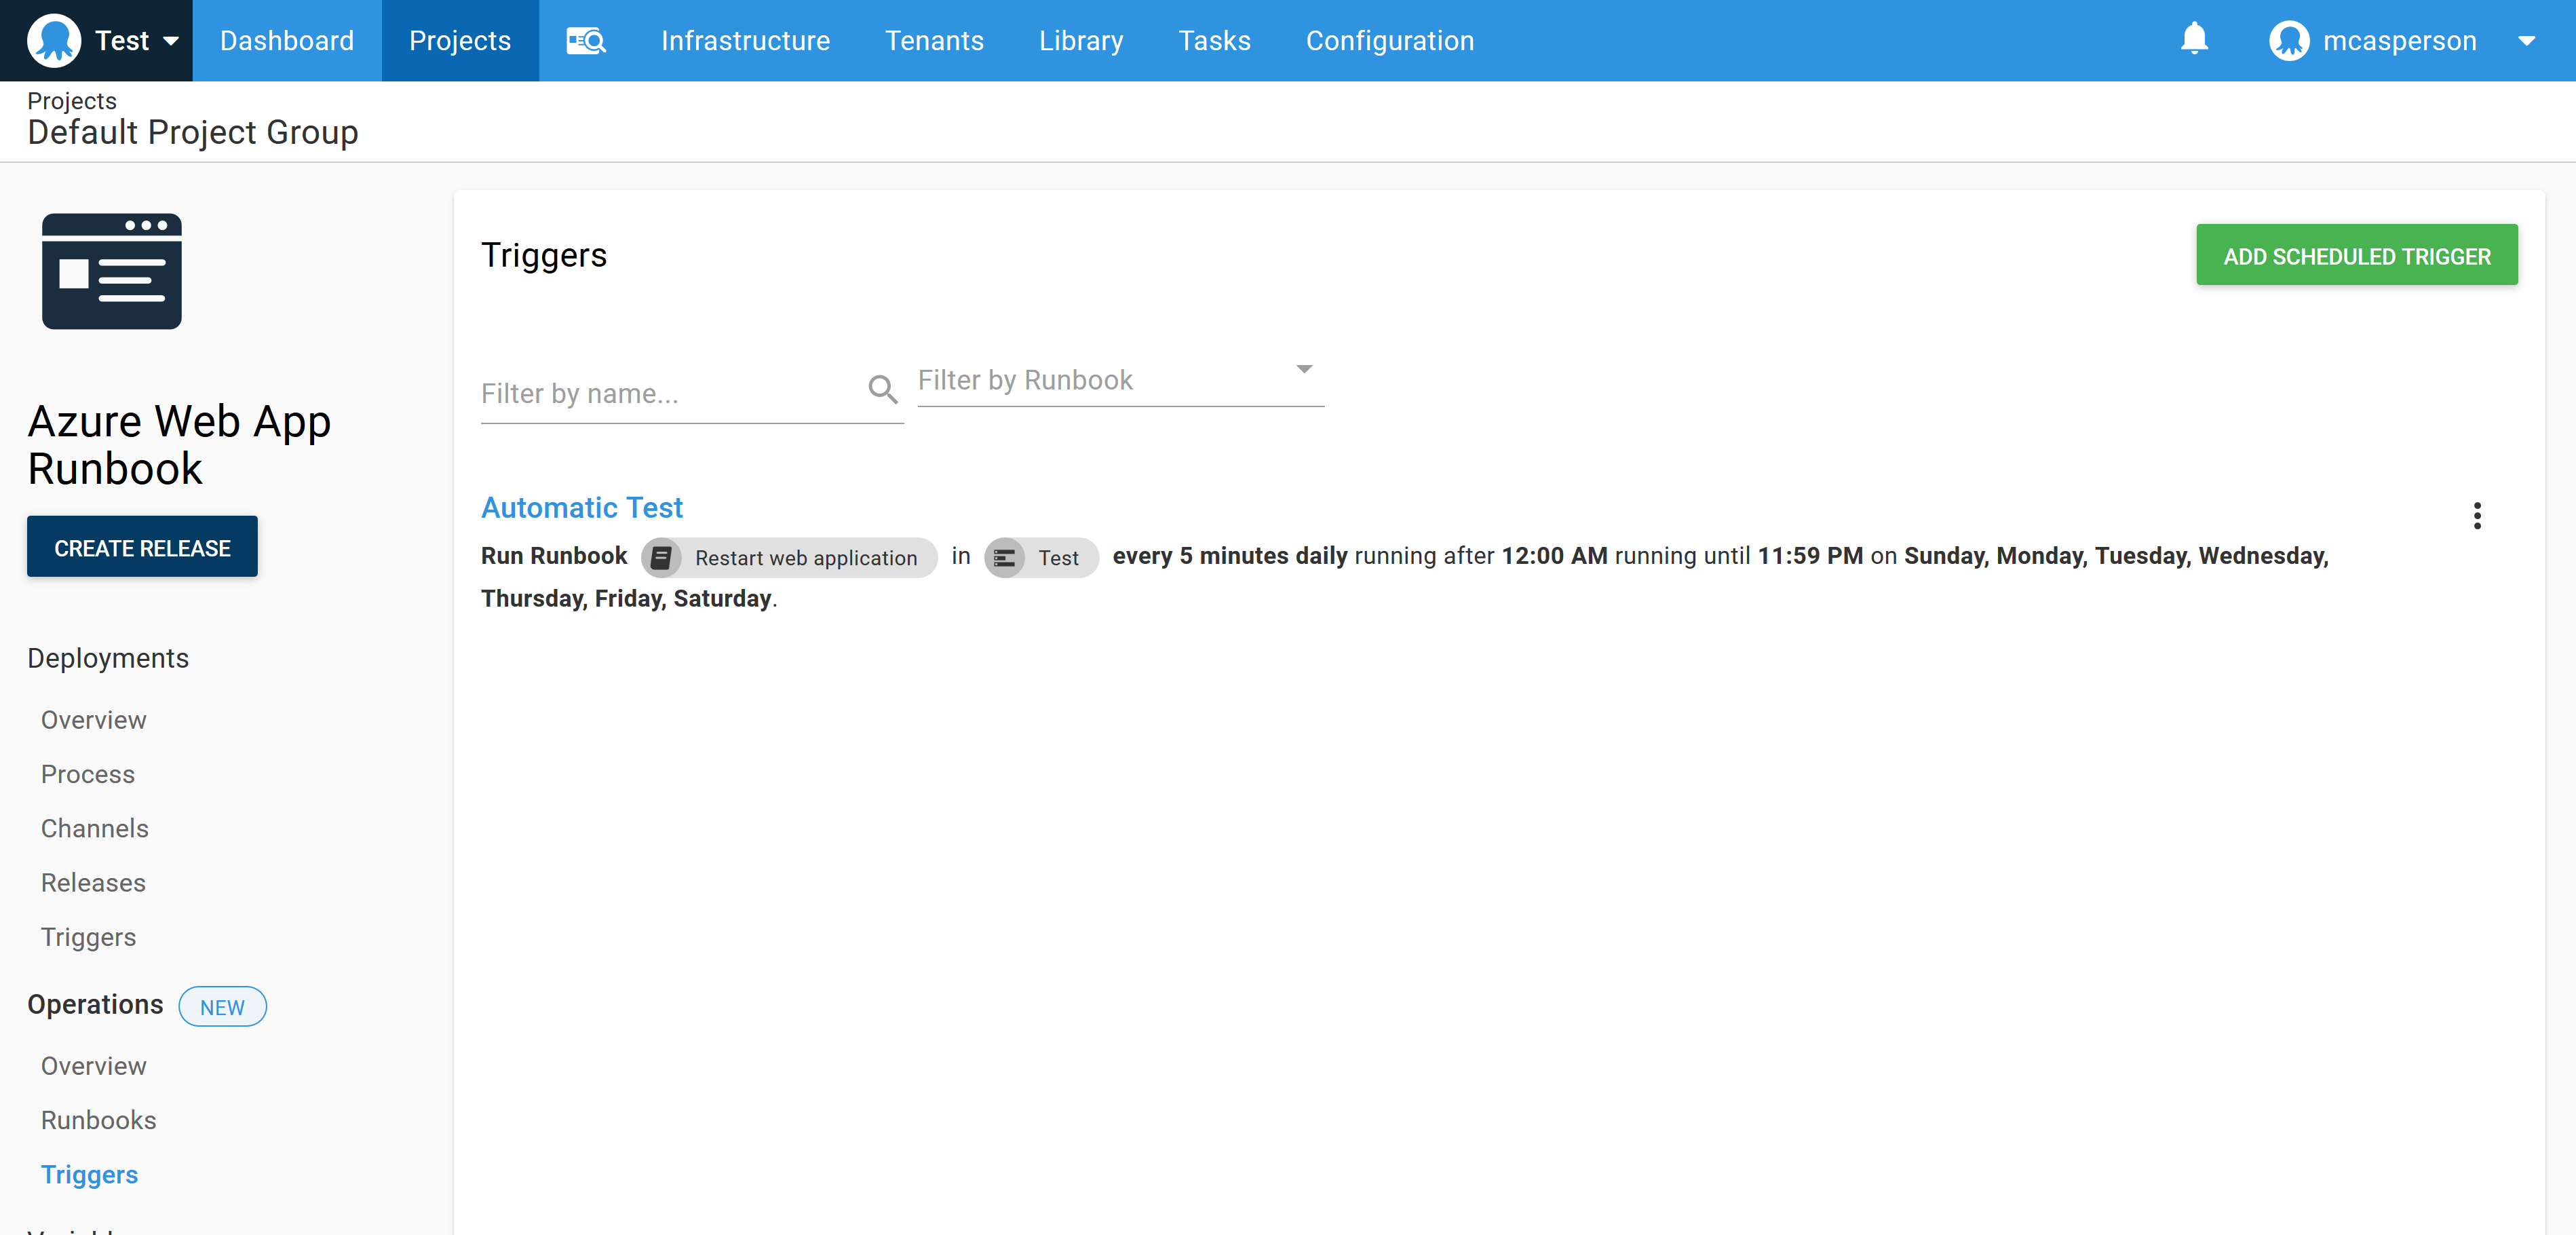 Test
Dashboard
Projects
Infrastructure
Tenants
Library
Tasks
Configuration
mcasperson
Projects
Default Project Group
Azure Web App
Runbook
CREATE RELEASE
Deployments
Overview
Process
Channels
Releases
Triggers
Operations NEW
Overview
Runbooks
Triggers
Triggers
ADD SCHEDULED TRIGGER
Filter by name...
Filter by Runbook
Automatic Test
Run Runbook Restart web application in Test every 5 minutes daily running after 12:00 AM running until 11:59 PM on Sunday, Monday, Tuesday, Wednesday,
Thursday, Friday, Saturday.